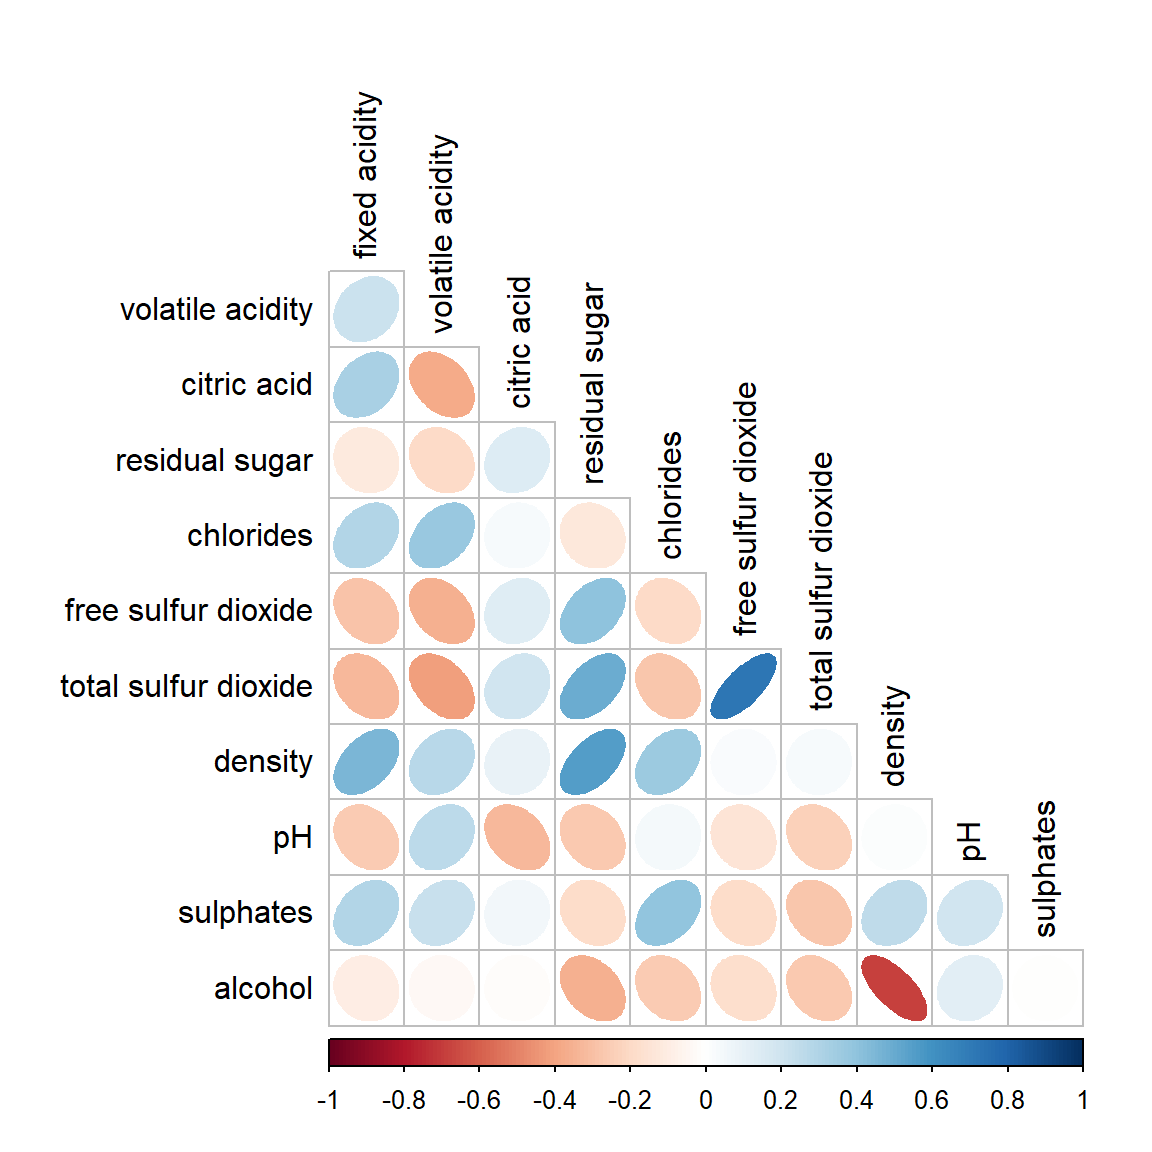 fixed acidity
volatile acidity
citric acid
residual sugar
chlorides
free sulfur dioxide
total sulfur dioxide
density
pH
sulphates
volatile acidity
citric acid
residual sugar
chlorides
free sulfur dioxide
total sulfur dioxide
density
pH
sulphates
alcohol
-1 -0.8 -0.6 -0.4 -0.2 0 0.2 0.4 0.6 0.8 1